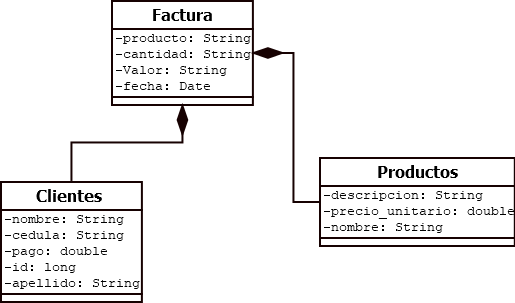 Factura
-producto: String
-cantidad: String
-Valor: String
-fecha: Date
Clientes
-nombre: String
-cedula: String
-pago: double
-id: long
-apellido: String
Productos
-descripcion: String
-precio_unitario: double
-nombre: String